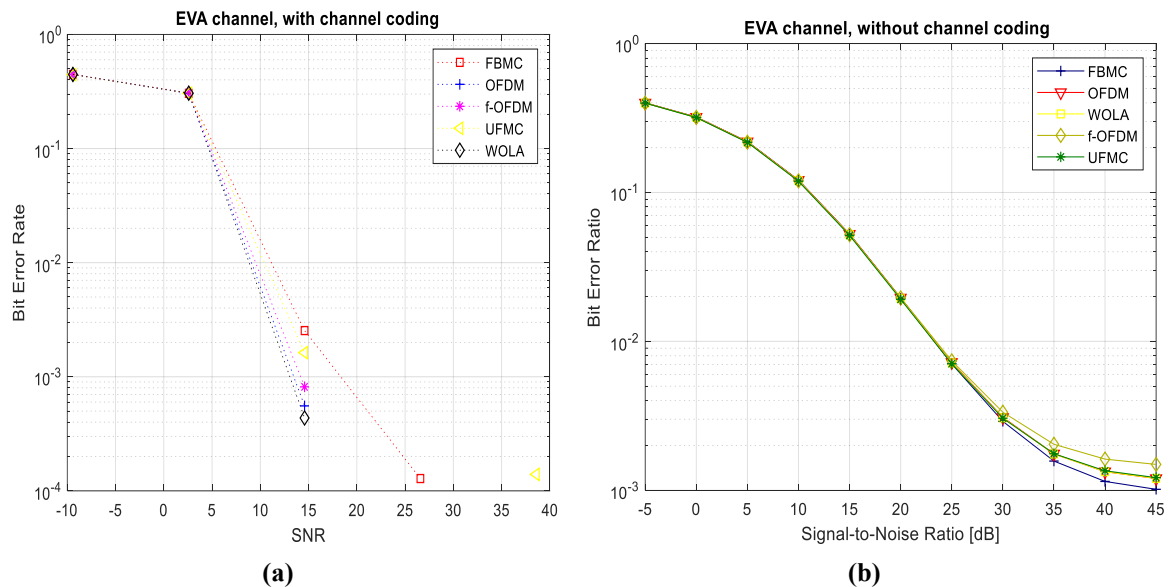 EVA channel, with channel coding
10^0
10^-1
10^-2
10^-3
10^-4
Bit Error Rate
FBMC
OFDM
f-OFDM
UFMC
WOLA
-10 -5 0 5 10 15 20 25 30 35 40
SNR
(a)
EVA channel, without channel coding
10^0
10^-1
10^-2
10^-3
Bit Error Ratio
FBMC
OFDM
WOLA
f-OFDM
UFMC
-5 0 5 10 15 20 25 30 35 40 45
Signal-to-Noise Ratio [dB]
(b)